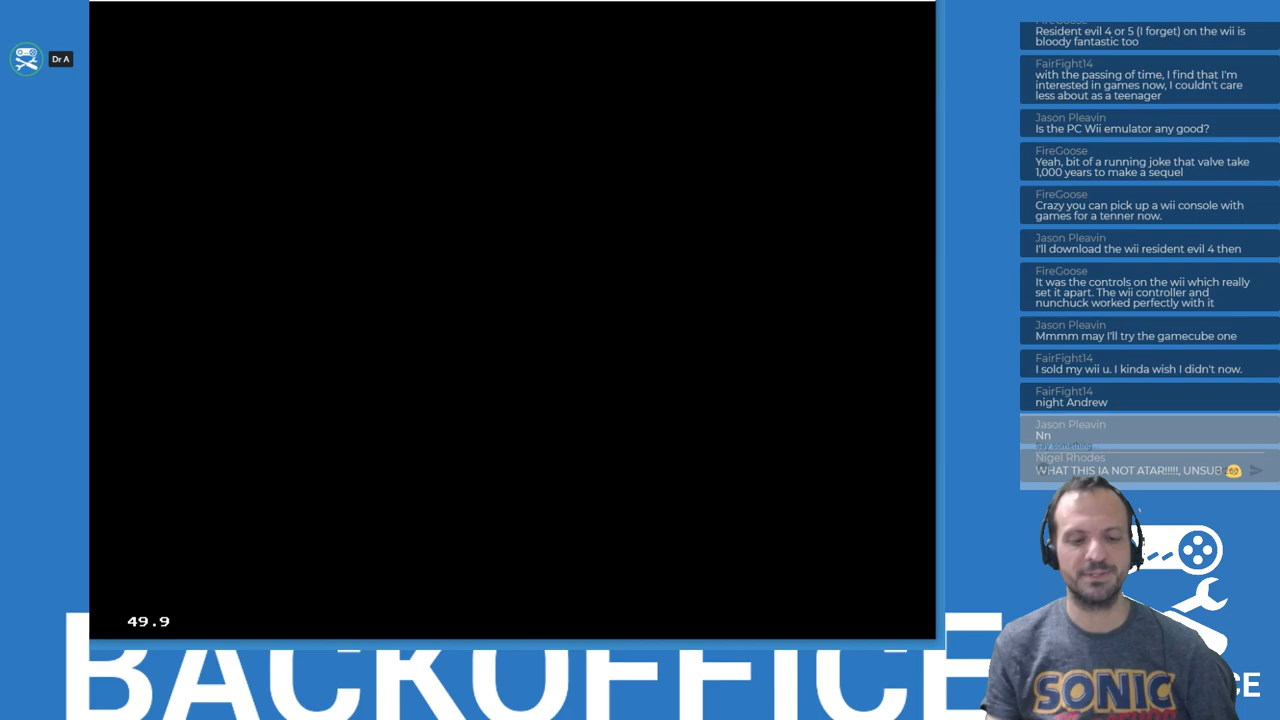 Dr A
FireGoose
Resident evil 4 or 5 (I forget) on the wii is
bloody fantastic too
FairFight14
with the passing of time, I find that I'm
interested in games now, I couldn't care
less about as a teenager
Jason Pleavin
Is the PC Wii emulator any good?
FireGoose
Yeah, bit of a running joke that valve take
1,000 years to make a sequel
FireGoose
Crazy you can pick up a wii console with
games for a tenner now.
Jason Pleavin
I'll download the wii resident evil 4 then
FireGoose
It was the controls on the wii which really
set it apart. The wii controller and
nunchuck worked perfectly with it
Jason Pleavin
Mmmm may I'll try the gamecube one
FairFight14
I sold my wii u. I kinda wish I didn't now.
FairFight14
night Andrew
Jason Pleavin
Nn
Say something...
Nigel Rhodes
WHAT THIS IA NOT ATAR!!!!!, UNSUB
49.9
BACKOFFICE
SONIC
CE